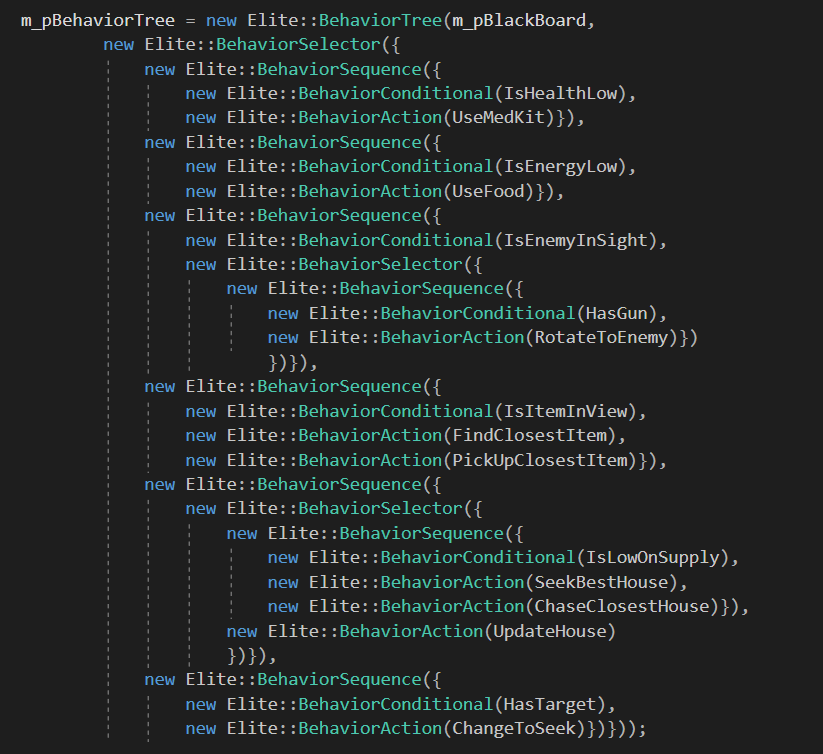 m_pBehaviorTree = new Elite::BehaviorTree(m_pBlackBoard,
new Elite::BehaviorSelector({
new Elite::BehaviorSequence({
new Elite::BehaviorConditional(IsHealthLow),
new Elite::BehaviorAction(UseMedKit)}),
new Elite::BehaviorSequence({
new Elite::BehaviorConditional(IsEnergyLow),
new Elite::BehaviorAction(UseFood)}),
new Elite::BehaviorSequence({
new Elite::BehaviorConditional(IsEnemyInSight),
new Elite::BehaviorSelector({
new Elite::BehaviorSequence({
new Elite::BehaviorConditional(HasGun),
new Elite::BehaviorAction(RotateToEnemy)})
})}),
new Elite::BehaviorSequence({
new Elite::BehaviorConditional(IsItemInView),
new Elite::BehaviorAction(FindClosestItem),
new Elite::BehaviorAction(PickUpClosestItem)}),
new Elite::BehaviorSequence({
new Elite::BehaviorSelector({
new Elite::BehaviorSequence({
new Elite::BehaviorConditional(IsLowOnSupply),
new Elite::BehaviorAction(SeekBestHouse),
new Elite::BehaviorAction(ChaseClosestHouse)}),
new Elite::BehaviorAction(UpdateHouse)
})}),
new Elite::BehaviorSequence({
new Elite::BehaviorConditional(HasTarget),
new Elite::BehaviorAction(ChangeToSeek)})}));